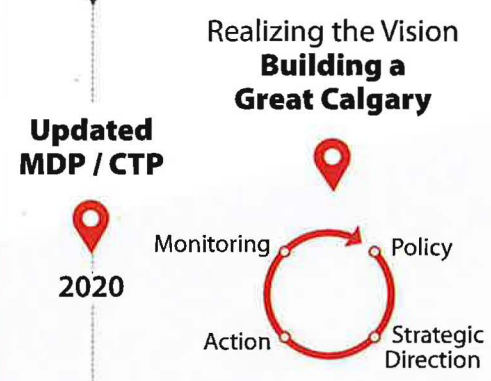 Realizing the Vision
Building a
Great Calgary
Updated
MDP / CTP
2020
Monitoring
Policy
Action
Strategic
Direction